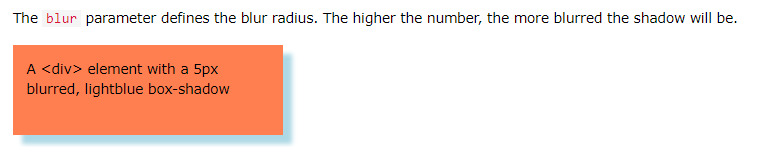 The blur parameter defines the blur radius. The higher the number, the more blurred the shadow will be.
A <div> element with a 5px
blurred, lightblue box-shadow